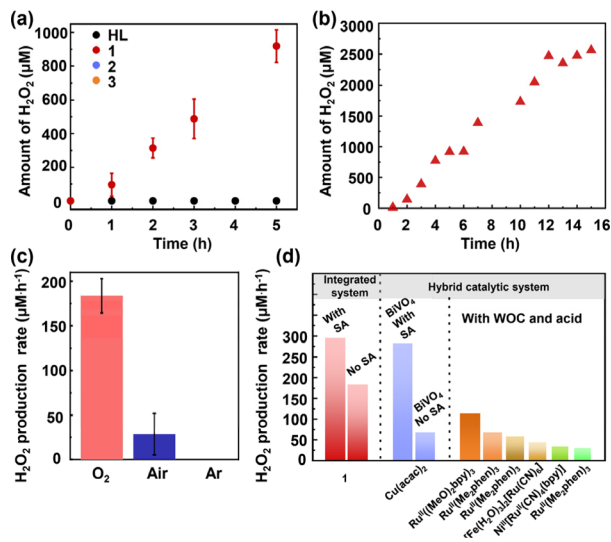 (a)
HL
1
2
3
Amount of H₂O₂ (μM)
1000
800
600
400
200
0
0 1 2 3 4 5
Time (h)
(b)
Amount of H₂O₂ (μM)
3000
2500
2000
1500
1000
500
0
0 2 4 6 8 10 12 14 16
Time (h)
(c)
H₂O₂ production rate (μM·h⁻¹)
200
150
100
50
0
O₂ Air Ar
(d)
H₂O₂ production rate (μM·h⁻¹)
Integrated
system
Hybrid catalytic system
With
SA
No SA
BiVO₄
With
SA
BiVO₄
No SA
With WOC and acid
300
250
200
150
100
50
0
1
Cu(acac)₂
Ruᴵᴵ((MeO)₂bpy)₃
Ruᴵᴵ(Me₂phen)₃
Ruᴵᴵ(Me₂phen)₃
[Fe(H₂O)₃]₂[Ru(CN)₆]
Niᴵᴵ[Ruᴵᴵ(CN)₄(bpy)]
Ruᴵᴵ(Me₂phen)₃